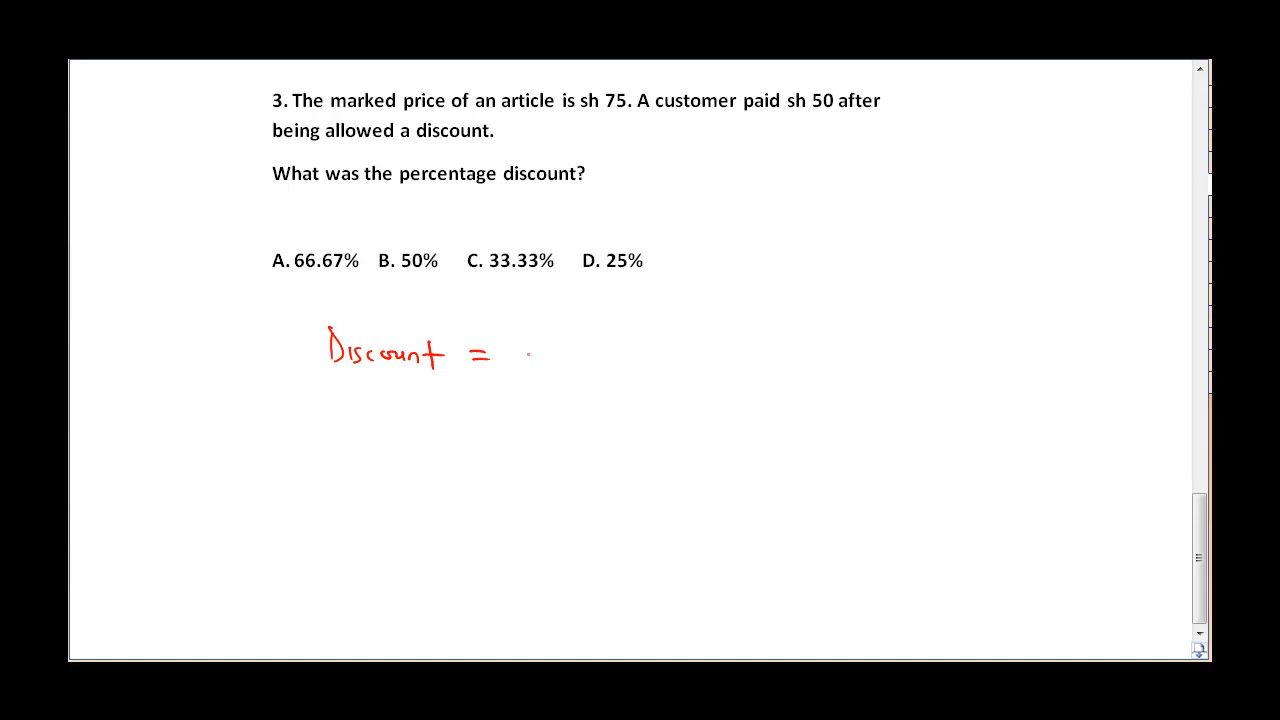 3. The marked price of an article is sh 75. A customer paid sh 50 after
being allowed a discount.
What was the percentage discount?
A. 66.67% B. 50% C. 33.33% D. 25%
Discount =